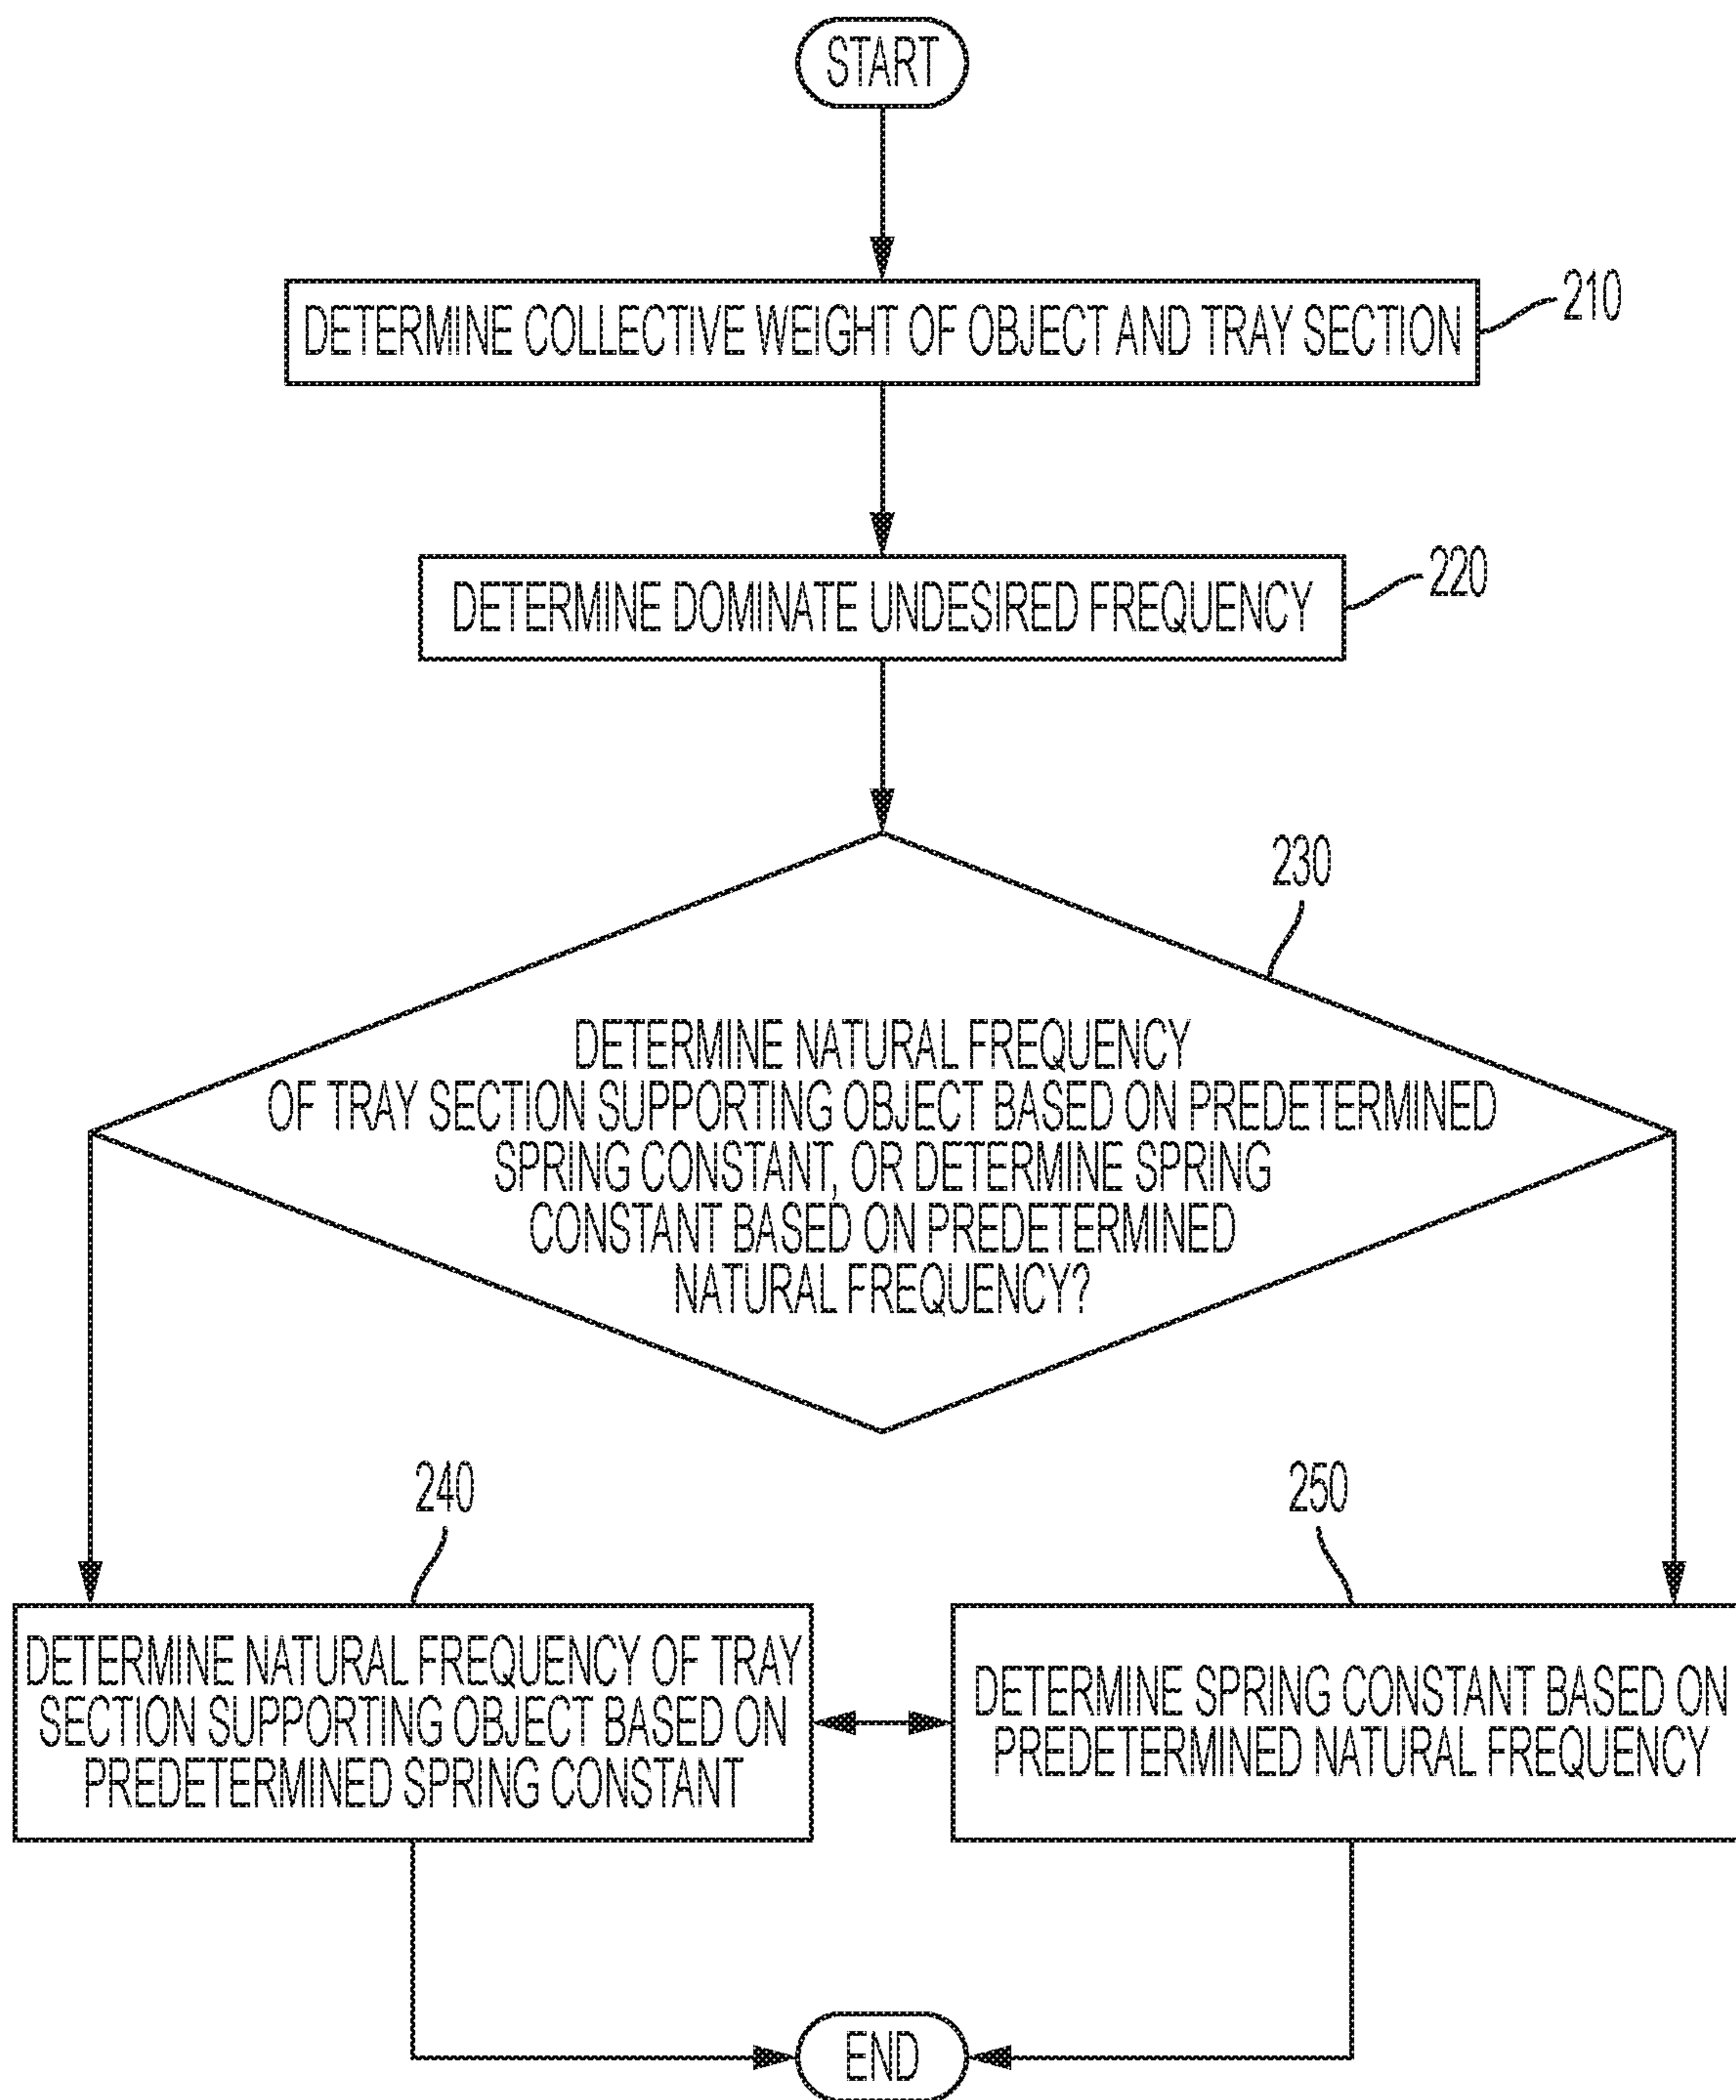 START
DETERMINE COLLECTIVE WEIGHT OF OBJECT AND TRAY SECTION
210
DETERMINE DOMINATE UNDESIRED FREQUENCY
220
230
DETERMINE NATURAL FREQUENCY
OF TRAY SECTION SUPPORTING OBJECT BASED ON PREDETERMINED
SPRING CONSTANT, OR DETERMINE SPRING
CONSTANT BASED ON PREDETERMINED
NATURAL FREQUENCY?
240
DETERMINE NATURAL FREQUENCY OF TRAY
SECTION SUPPORTING OBJECT BASED ON
PREDETERMINED SPRING CONSTANT
250
DETERMINE SPRING CONSTANT BASED ON
PREDETERMINED NATURAL FREQUENCY
END